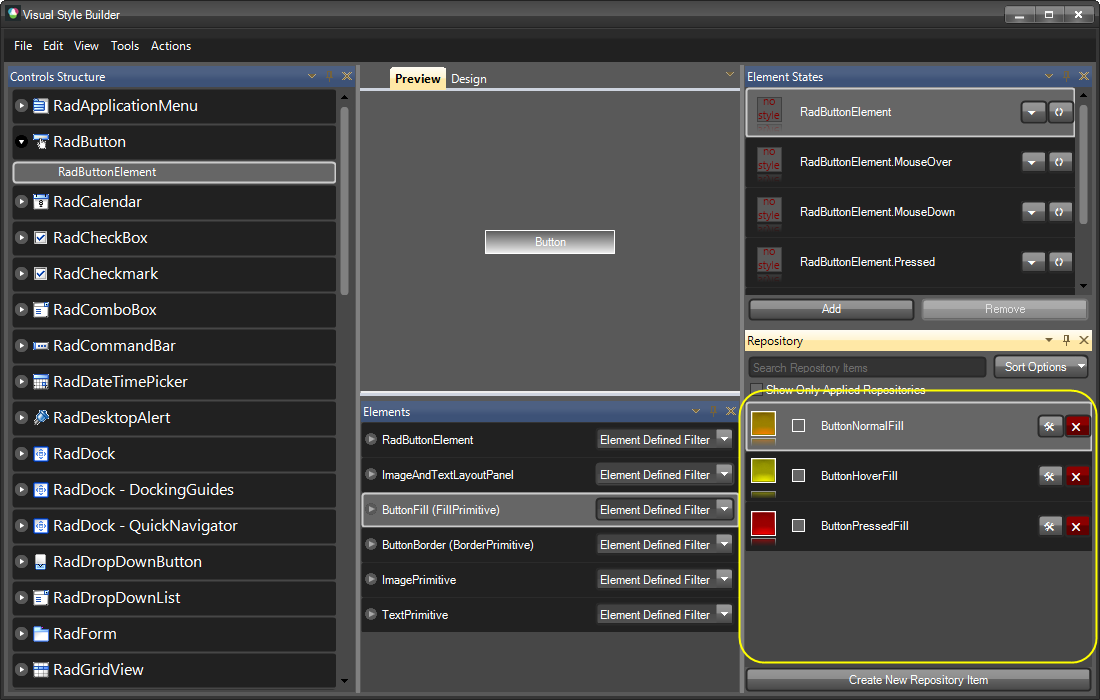 Visual Style Builder
File Edit View Tools Actions
Controls Structure
RadApplicationMenu
RadButton
RadButtonElement
RadCalendar
RadCheckBox
RadCheckmark
RadComboBox
RadCommandBar
RadDateTimePicker
RadDesktopAlert
RadDock
RadDock - DockingGuides
RadDock - QuickNavigator
RadDropDownButton
RadDropDownList
RadForm
RadGridView
Preview Design
Button
Elements
RadButtonElement Element Defined Filter
ImageAndTextLayoutPanel Element Defined Filter
ButtonFill (FillPrimitive) Element Defined Filter
ButtonBorder (BorderPrimitive) Element Defined Filter
ImagePrimitive Element Defined Filter
TextPrimitive Element Defined Filter
Element States
no
style
RadButtonElement
no
style
RadButtonElement.MouseOver
no
style
RadButtonElement.MouseDown
no
style
RadButtonElement.Pressed
Add Remove
Repository
Search Repository Items Sort Options
Show Only Applied Repositories
ButtonNormalFill
ButtonHoverFill
ButtonPressedFill
Create New Repository Item